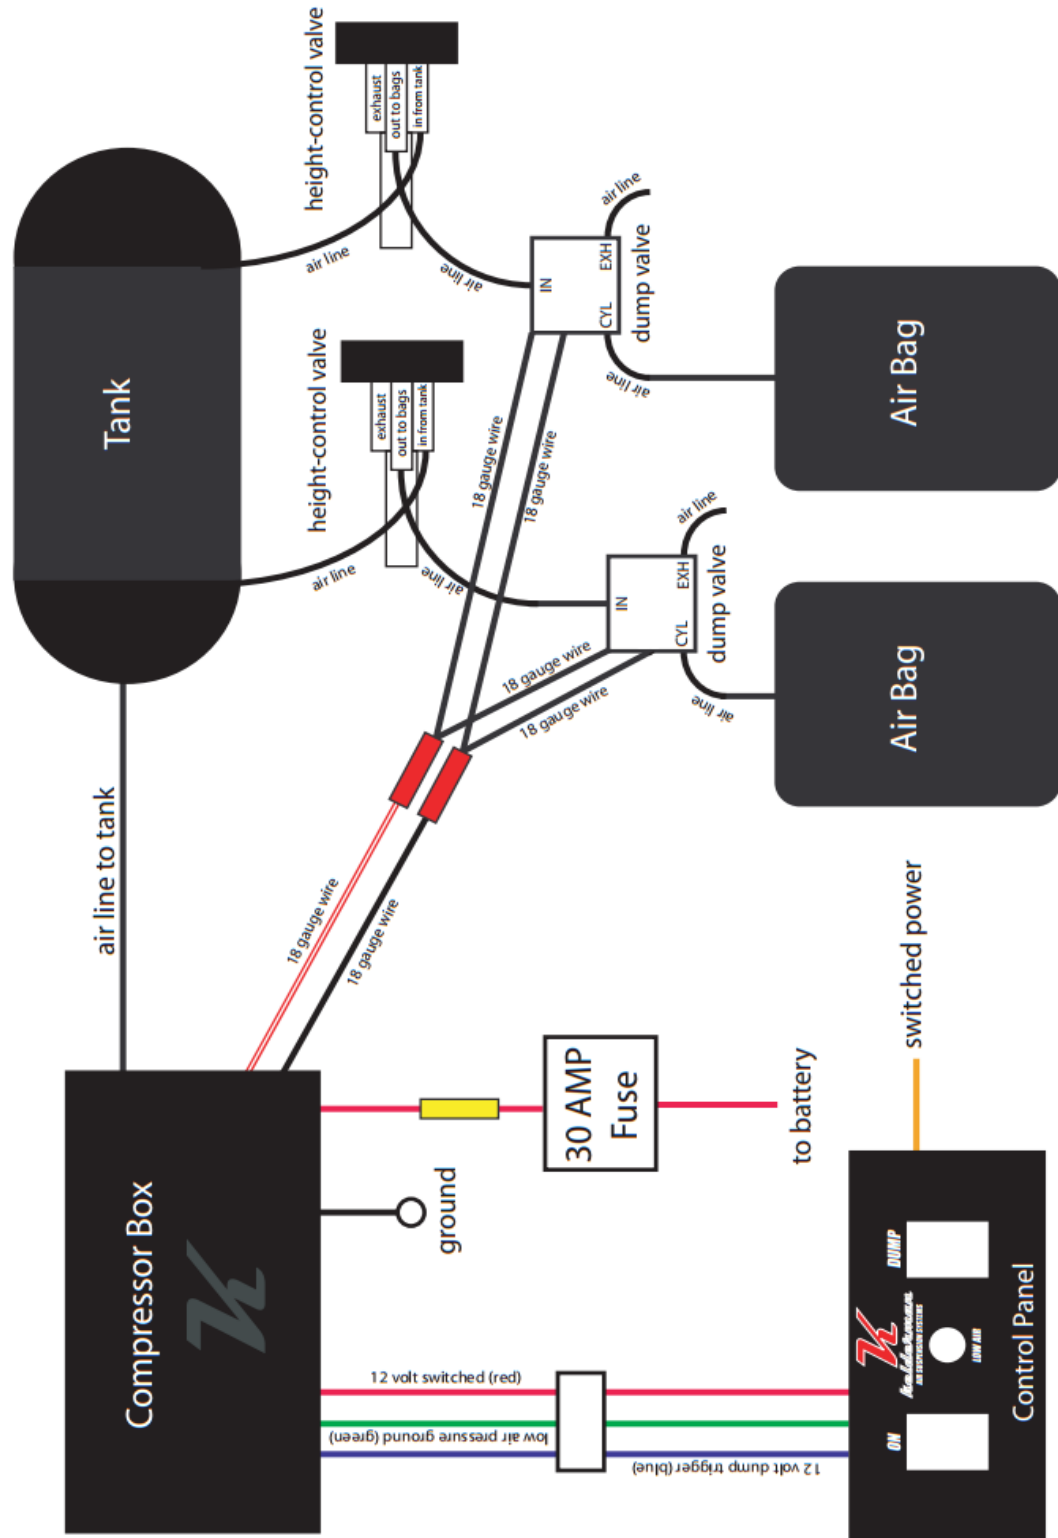 Compressor Box
K
air line to tank
Tank
height-control valve
exhaust
out to bags
in from tank
height-control valve
exhaust
out to bags
in from tank
air line
air line
air line
air line
18 gauge wire
18 gauge wire
18 gauge wire
18 gauge wire
18 gauge wire
18 gauge wire
IN
CYL
EXH
dump valve
air line
air line
IN
CYL
EXH
dump valve
air line
air line
Air Bag
Air Bag
ground
30 AMP
Fuse
to battery
12 volt switched (red)
low air pressure ground (green)
12 volt dump trigger (blue)
switched power
K
kelderman
AIR SUSPENSION SYSTEMS
ON
LOW AIR
DUMP
Control Panel